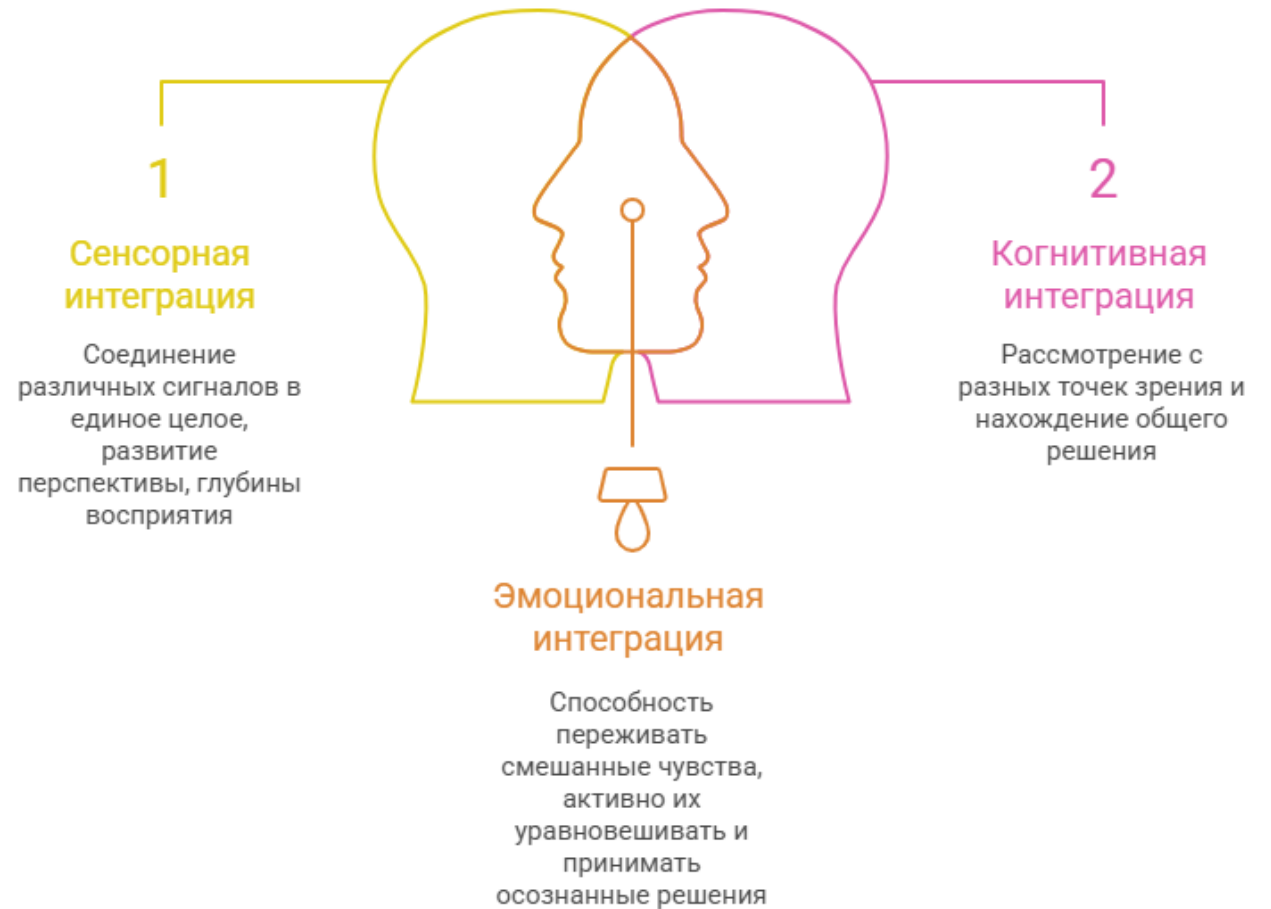 1
Сенсорная
интеграция
Соединение
различных сигналов в
единое целое,
развитие
перспективы, глубины
восприятия
2
Когнитивная
интеграция
Рассмотрение с
разных точек зрения и
нахождение общего
решения
Эмоциональная
интеграция
Способность
переживать
смешанные чувства,
активно их
уравновешивать и
принимать
осознанные решения